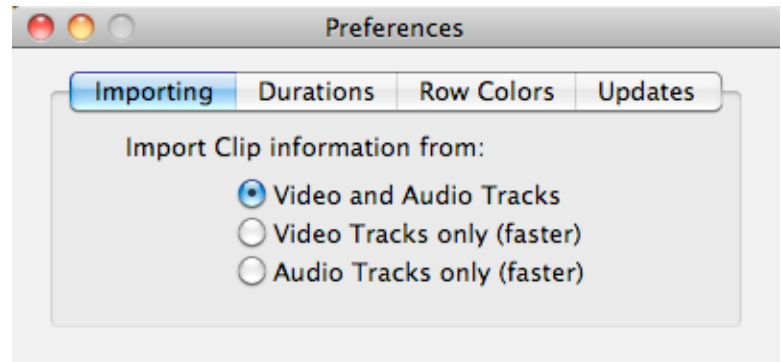 Preferences
Importing Durations Row Colors Updates
Import Clip information from:
Video and Audio Tracks
Video Tracks only (faster)
Audio Tracks only (faster)